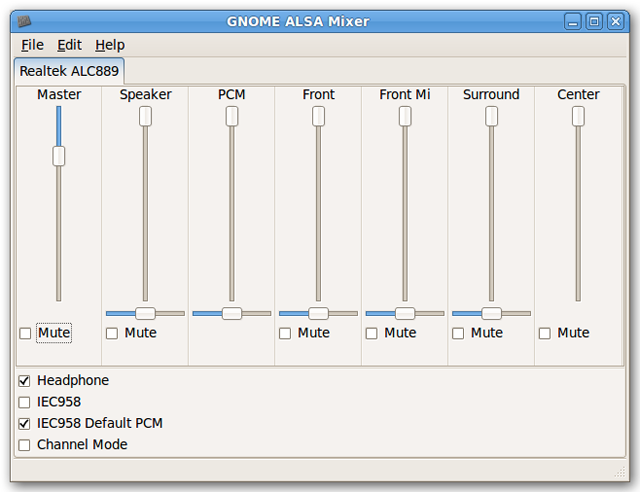 GNOME ALSA Mixer
File Edit Help
Realtek ALC889
Master Speaker PCM Front Front Mi Surround Center
Mute Mute Mute Mute Mute Mute
Headphone
IEC958
IEC958 Default PCM
Channel Mode